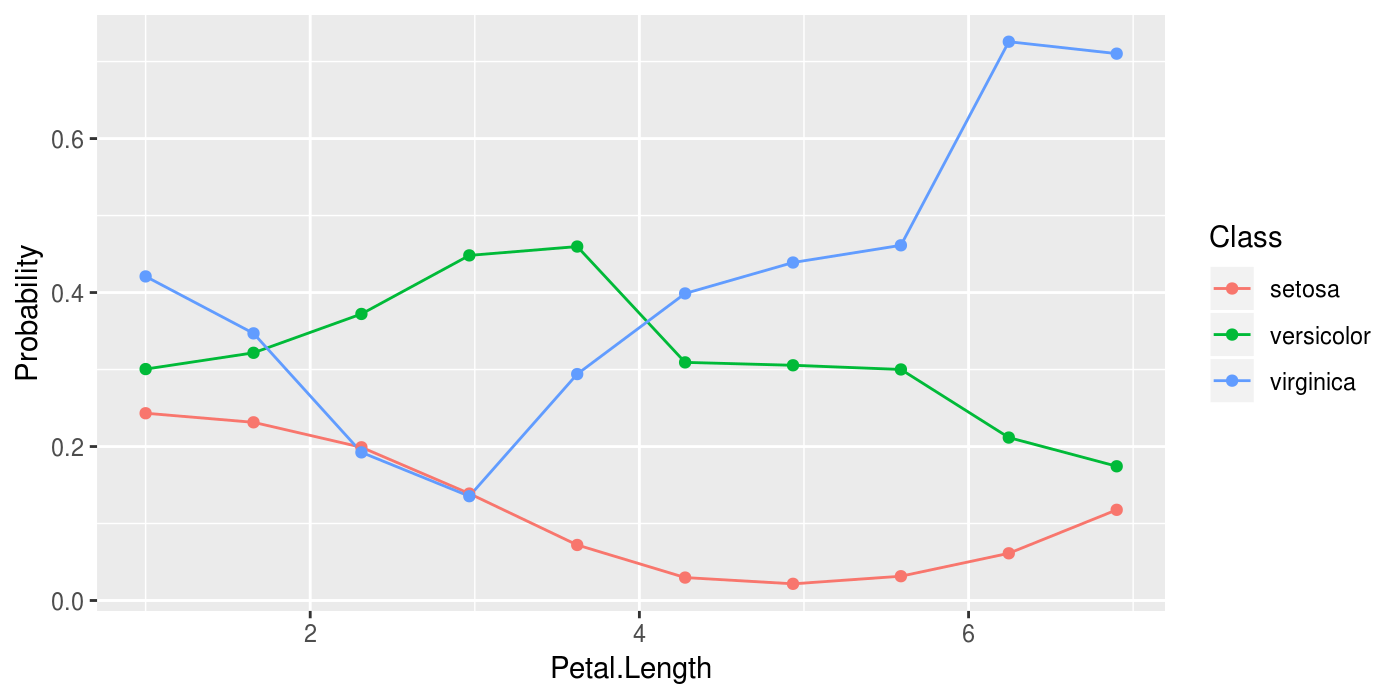 Probability
0.6
0.4
0.2
0.0
2 4 6
Petal.Length
Class
setosa
versicolor
virginica